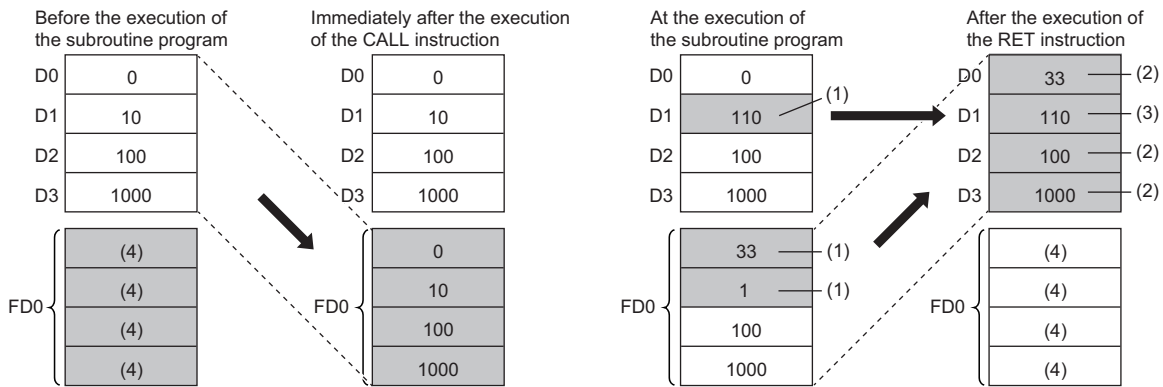 Before the execution of
the subroutine program
D0 0
D1 10
D2 100
D3 1000
FD0
(4)
(4)
(4)
(4)
Immediately after the execution
of the CALL instruction
D0 0
D1 10
D2 100
D3 1000
FD0
0
10
100
1000
At the execution of
the subroutine program
D0 0
(1)
D1 110
D2 100
D3 1000
FD0
33 (1)
1 (1)
100
1000
After the execution of
the RET instruction
D0 33 (2)
D1 110 (3)
D2 100 (2)
D3 1000 (2)
FD0
(4)
(4)
(4)
(4)